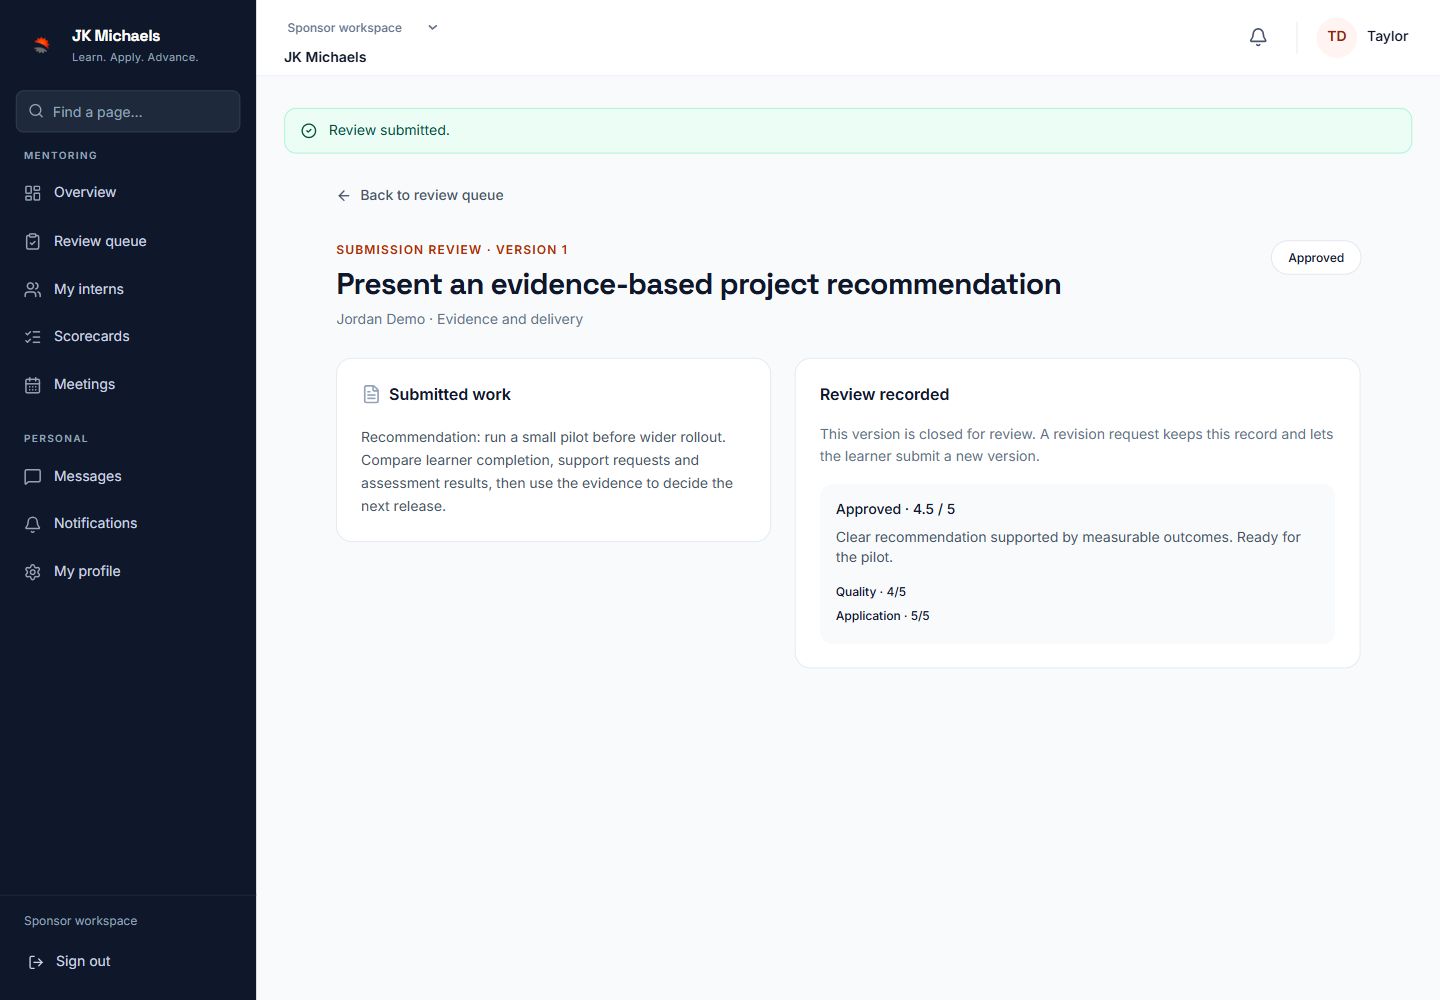 JK Michaels
Learn. Apply. Advance.
Find a page...
MENTORING
Overview
Review queue
My interns
Scorecards
Meetings
PERSONAL
Messages
Notifications
My profile
Sponsor workspace
Sign out
Sponsor workspace
JK Michaels
TD
Taylor
Review submitted.
Back to review queue
SUBMISSION REVIEW · VERSION 1
Present an evidence-based project recommendation
Jordan Demo · Evidence and delivery
Approved
Submitted work
Recommendation: run a small pilot before wider rollout.
Compare learner completion, support requests and
assessment results, then use the evidence to decide the
next release.
Review recorded
This version is closed for review. A revision request keeps this record and lets
the learner submit a new version.
Approved · 4.5 / 5
Clear recommendation supported by measurable outcomes. Ready for
the pilot.
Quality · 4/5
Application · 5/5